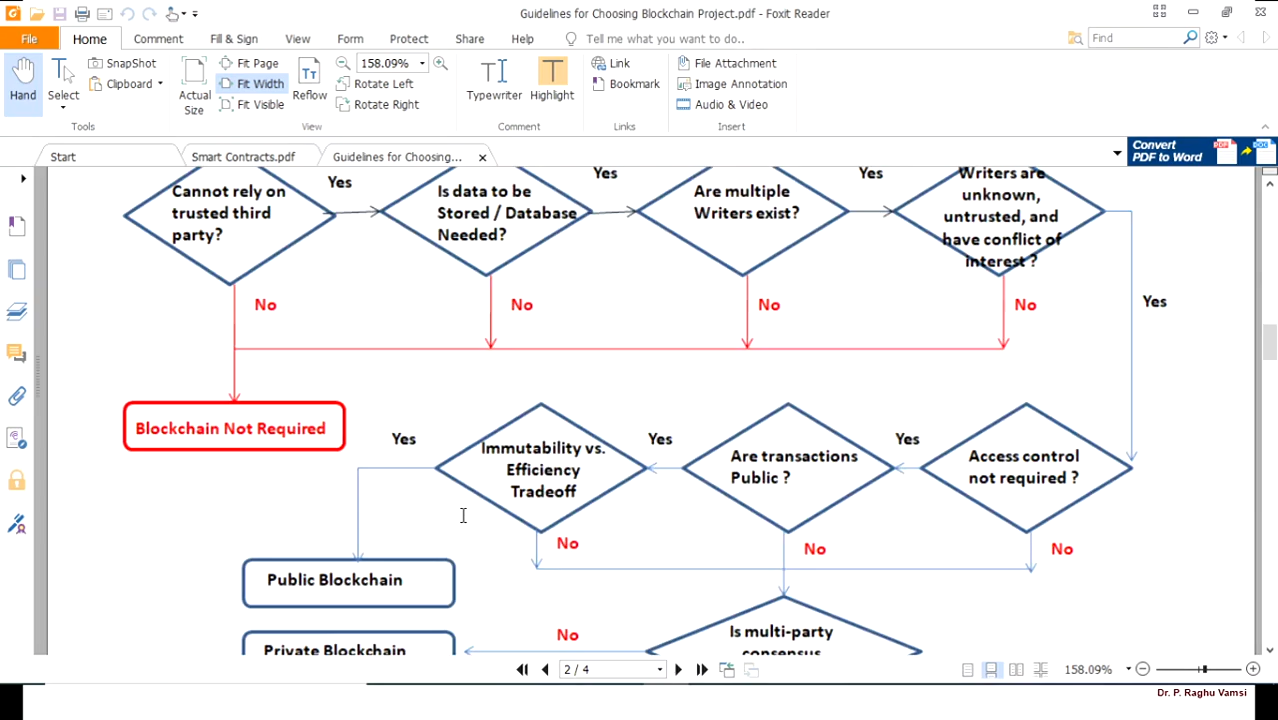 Guidelines for Choosing Blockchain Project.pdf - Foxit Reader
File Home Comment Fill & Sign View Form Protect Share Help Tell me what you want to do.. Find
Hand
Select
SnapShot
Clipboard
Tools
Actual
Size
Fit Page
Fit Width
Fit Visible
Reflow
158.09%
Rotate Left
Rotate Right
View
Typewriter
Highlight
Comment
Link
Bookmark
Links
File Attachment
Image Annotation
Audio & Video
Insert
Start
Smart Contracts.pdf
Guidelines for Choosing...
Convert
PDF to Word
Cannot rely on
trusted third
party?
Yes
Is data to be
Stored / Database
Needed?
Yes
Are multiple
Writers exist?
Yes
Writers are
unknown,
untrusted, and
have conflict of
interest ?
Yes
No
No
No
No
Blockchain Not Required
Yes
Immutability vs.
Efficiency
Tradeoff
Yes
Are transactions
Public ?
Yes
Access control
not required ?
No
No
No
Public Blockchain
Is multi-party
consensus
No
Private Blockchain
2 / 4
158.09%
Dr. P. Raghu Vamsi